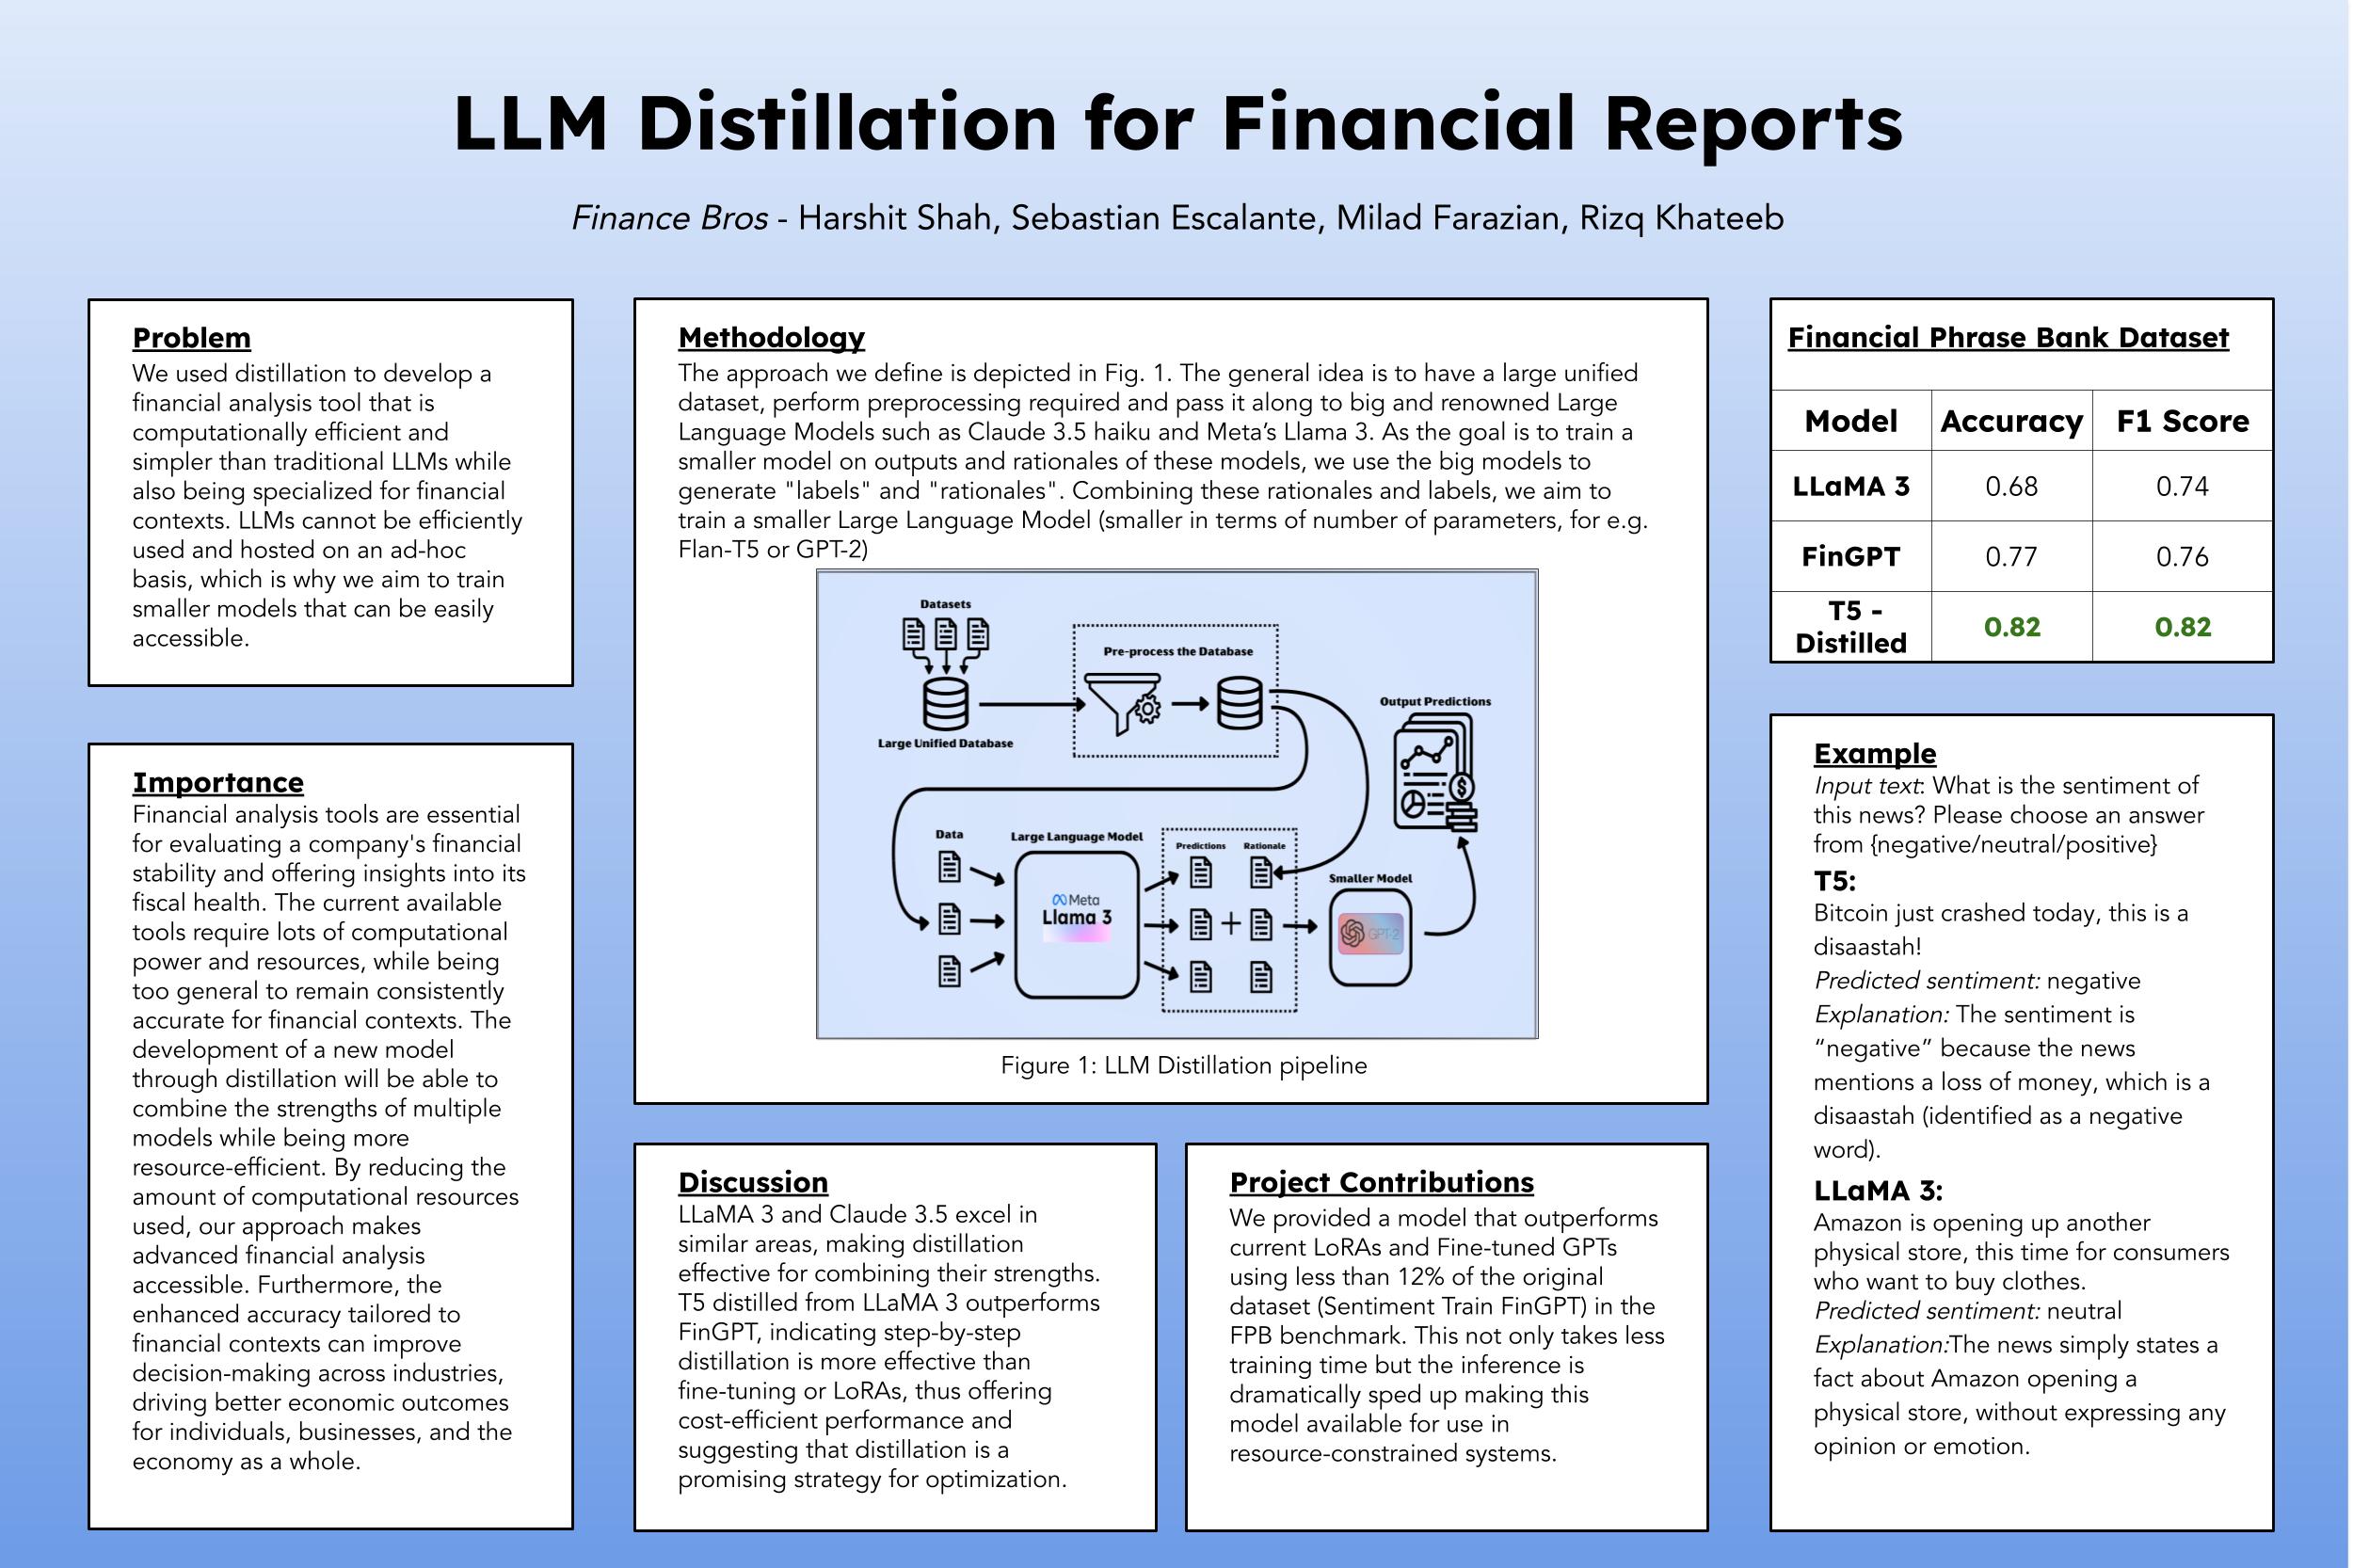 LLM Distillation for Financial Reports
Finance Bros - Harshit Shah, Sebastian Escalante, Milad Farazian, Rizq Khateeb
Problem
We used distillation to develop a
financial analysis tool that is
computationally efficient and
simpler than traditional LLMs while
also being specialized for financial
contexts. LLMs cannot be efficiently
used and hosted on an ad-hoc
basis, which is why we aim to train
smaller models that can be easily
accessible.
Importance
Financial analysis tools are essential
for evaluating a company's financial
stability and offering insights into its
fiscal health. The current available
tools require lots of computational
power and resources, while being
too general to remain consistently
accurate for financial contexts. The
development of a new model
through distillation will be able to
combine the strengths of multiple
models while being more
resource-efficient. By reducing the
amount of computational resources
used, our approach makes
advanced financial analysis
accessible. Furthermore, the
enhanced accuracy tailored to
financial contexts can improve
decision-making across industries,
driving better economic outcomes
for individuals, businesses, and the
economy as a whole.
Methodology
The approach we define is depicted in Fig. 1. The general idea is to have a large unified
dataset, perform preprocessing required and pass it along to big and renowned Large
Language Models such as Claude 3.5 haiku and Meta’s Llama 3. As the goal is to train a
smaller model on outputs and rationales of these models, we use the big models to
generate "labels" and "rationales". Combining these rationales and labels, we aim to
train a smaller Large Language Model (smaller in terms of number of parameters, for e.g.
Flan-T5 or GPT-2)
Datasets
Pre-process the Database
Large Unified Database
Output Predictions
Data
Large Language Model
Predictions
Rationale
Smaller Model
Meta
Llama 3
GPT-2
Figure 1: LLM Distillation pipeline
Discussion
LLaMA 3 and Claude 3.5 excel in
similar areas, making distillation
effective for combining their strengths.
T5 distilled from LLaMA 3 outperforms
FinGPT, indicating step-by-step
distillation is more effective than
fine-tuning or LoRAs, thus offering
cost-efficient performance and
suggesting that distillation is a
promising strategy for optimization.
Project Contributions
We provided a model that outperforms
current LoRAs and Fine-tuned GPTs
using less than 12% of the original
dataset (Sentiment Train FinGPT) in the
FPB benchmark. This not only takes less
training time but the inference is
dramatically sped up making this
model available for use in
resource-constrained systems.
Financial Phrase Bank Dataset
Model Accuracy F1 Score
LLaMA 3 0.68 0.74
FinGPT 0.77 0.76
T5 -
Distilled 0.82 0.82
Example
Input text: What is the sentiment of
this news? Please choose an answer
from {negative/neutral/positive}
T5:
Bitcoin just crashed today, this is a
disaastah!
Predicted sentiment: negative
Explanation: The sentiment is
“negative” because the news
mentions a loss of money, which is a
disaastah (identified as a negative
word).
LLaMA 3:
Amazon is opening up another
physical store, this time for consumers
who want to buy clothes.
Predicted sentiment: neutral
Explanation:The news simply states a
fact about Amazon opening a
physical store, without expressing any
opinion or emotion.